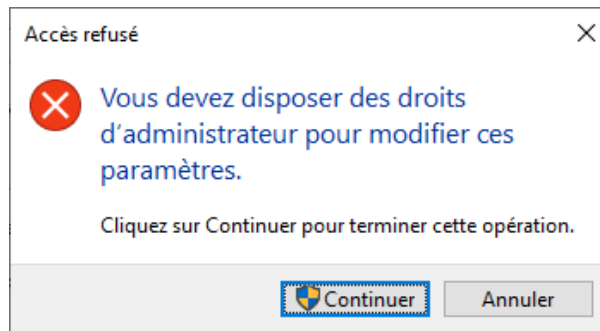 Accès refusé
Vous devez disposer des droits
d’administrateur pour modifier ces
paramètres.
Cliquez sur Continuer pour terminer cette opération.
Continuer
Annuler